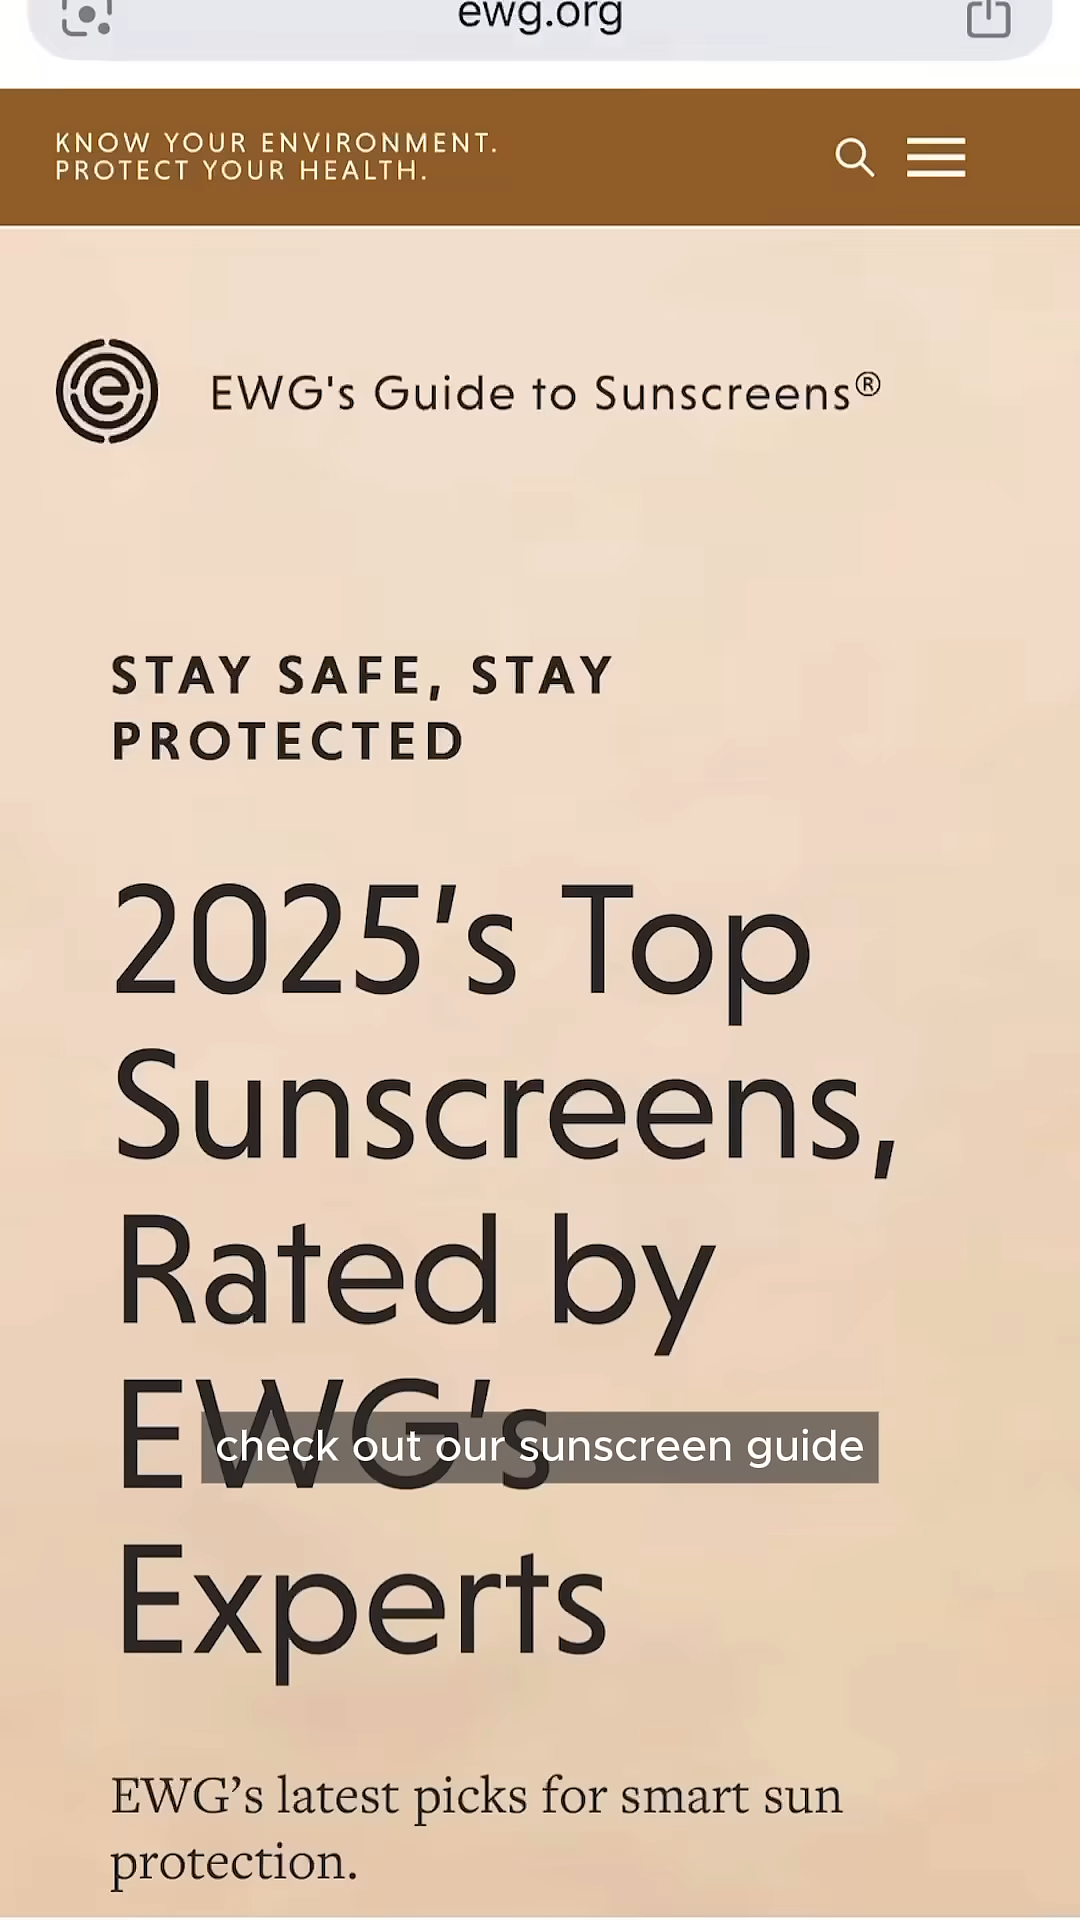 ewg.org
KNOW YOUR ENVIRONMENT.
PROTECT YOUR HEALTH.
EWG's Guide to Sunscreens®
STAY SAFE, STAY
PROTECTED
2025's Top
Sunscreens,
Rated by
EWG's
check out our sunscreen guide
Experts
EWG’s latest picks for smart sun
protection.